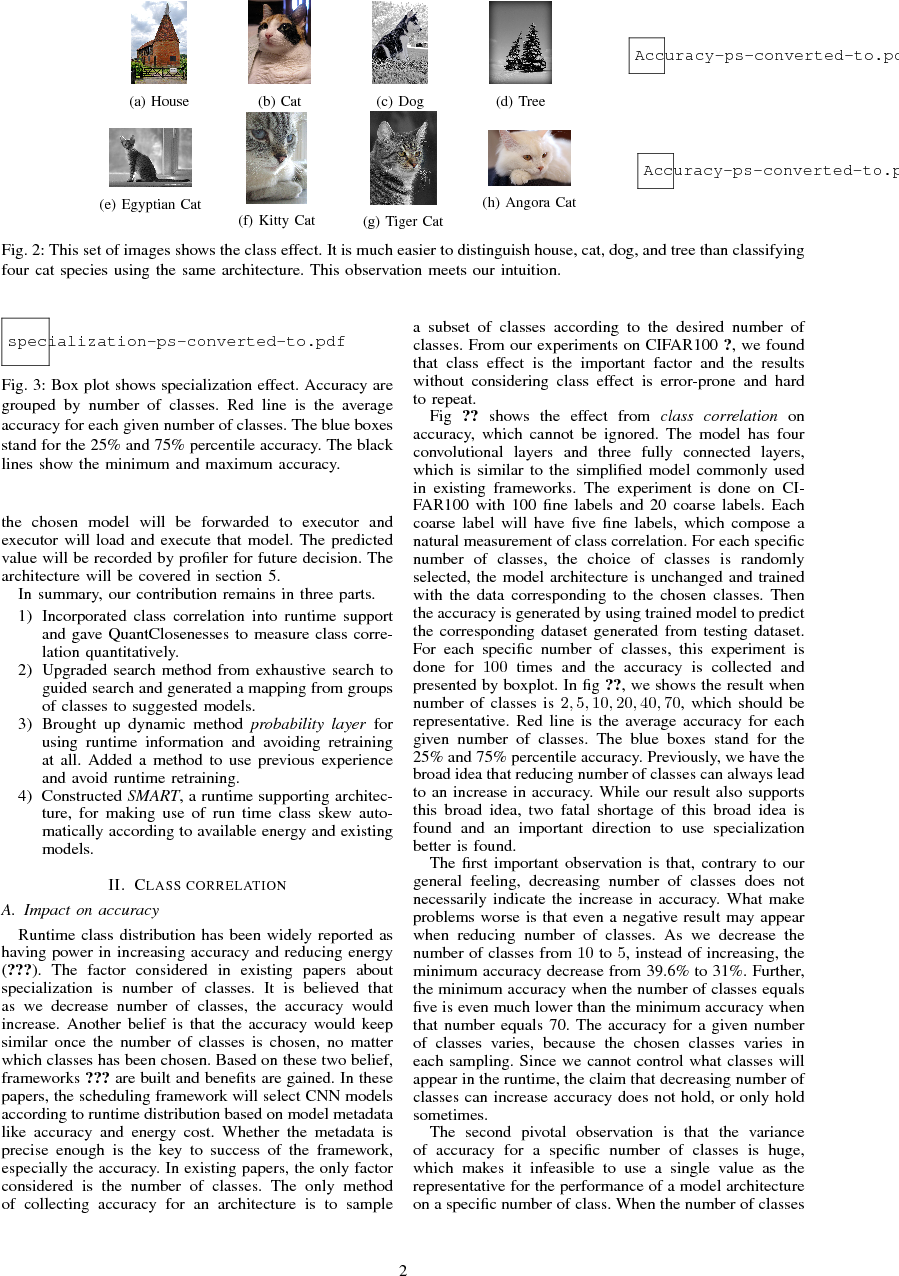 (a) House
(b) Cat
(c) Dog
(d) Tree
Accuracy-ps-converted-to.pd
(e) Egyptian Cat
(f) Kitty Cat
(g) Tiger Cat
(h) Angora Cat
Accuracy-ps-converted-to.p
Fig. 2: This set of images shows the class effect. It is much easier to distinguish house, cat, dog, and tree than classifying
four cat species using the same architecture. This observation meets our intuition.
specialization-ps-converted-to.pdf
Fig. 3: Box plot shows specialization effect. Accuracy are
grouped by number of classes. Red line is the average
accuracy for each given number of classes. The blue boxes
stand for the 25% and 75% percentile accuracy. The black
lines show the minimum and maximum accuracy.
the chosen model will be forwarded to executor and
executor will load and execute that model. The predicted
value will be recorded by profiler for future decision. The
architecture will be covered in section 5.
In summary, our contribution remains in three parts.
1) Incorporated class correlation into runtime support
and gave QuantClosenesses to measure class corre-
lation quantitatively.
2) Upgraded search method from exhaustive search to
guided search and generated a mapping from groups
of classes to suggested models.
3) Brought up dynamic method probability layer for
using runtime information and avoiding retraining
at all. Added a method to use previous experience
and avoid runtime retraining.
4) Constructed SMART, a runtime supporting architec-
ture, for making use of run time class skew auto-
matically according to available energy and existing
models.
II. CLASS CORRELATION
A. Impact on accuracy
Runtime class distribution has been widely reported as
having power in increasing accuracy and reducing energy
(???). The factor considered in existing papers about
specialization is number of classes. It is believed that
as we decrease number of classes, the accuracy would
increase. Another belief is that the accuracy would keep
similar once the number of classes is chosen, no matter
which classes has been chosen. Based on these two belief,
frameworks ??? are built and benefits are gained. In these
papers, the scheduling framework will select CNN models
according to runtime distribution based on model metadata
like accuracy and energy cost. Whether the metadata is
precise enough is the key to success of the framework,
especially the accuracy. In existing papers, the only factor
considered is the number of classes. The only method
of collecting accuracy for an architecture is to sample
a subset of classes according to the desired number of
classes. From our experiments on CIFAR100 ?, we found
that class effect is the important factor and the results
without considering class effect is error-prone and hard
to repeat.
Fig ?? shows the effect from class correlation on
accuracy, which cannot be ignored. The model has four
convolutional layers and three fully connected layers,
which is similar to the simplified model commonly used
in existing frameworks. The experiment is done on CI-
FAR100 with 100 fine labels and 20 coarse labels. Each
coarse label will have five fine labels, which compose a
natural measurement of class correlation. For each specific
number of classes, the choice of classes is randomly
selected, the model architecture is unchanged and trained
with the data corresponding to the chosen classes. Then
the accuracy is generated by using trained model to predict
the corresponding dataset generated from testing dataset.
For each specific number of classes, this experiment is
done for 100 times and the accuracy is collected and
presented by boxplot. In fig ??, we shows the result when
number of classes is 2, 5, 10, 20, 40, 70, which should be
representative. Red line is the average accuracy for each
given number of classes. The blue boxes stand for the
25% and 75% percentile accuracy. Previously, we have the
broad idea that reducing number of classes can always lead
to an increase in accuracy. While our result also supports
this broad idea, two fatal shortage of this broad idea is
found and an important direction to use specialization
better is found.
The first important observation is that, contrary to our
general feeling, decreasing number of classes does not
necessarily indicate the increase in accuracy. What make
problems worse is that even a negative result may appear
when reducing number of classes. As we decrease the
number of classes from 10 to 5, instead of increasing, the
minimum accuracy decrease from 39.6% to 31%. Further,
the minimum accuracy when the number of classes equals
five is even much lower than the minimum accuracy when
that number equals 70. The accuracy for a given number
of classes varies, because the chosen classes varies in
each sampling. Since we cannot control what classes will
appear in the runtime, the claim that decreasing number of
classes can increase accuracy does not hold, or only hold
sometimes.
The second pivotal observation is that the variance
of accuracy for a specific number of classes is huge,
which makes it infeasible to use a single value as the
representative for the performance of a model architecture
on a specific number of class. When the number of classes
2